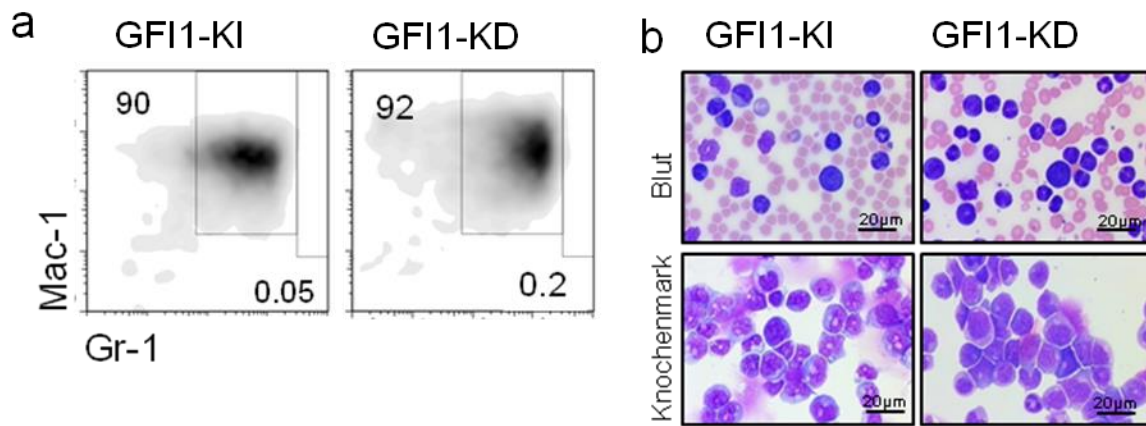 a
GFI1-KI
GFI1-KD
90
0.05
92
0.2
Mac-1
Gr-1
b
GFI1-KI
GFI1-KD
Blut
20µm
20µm
Knochenmark
20µm
20µm